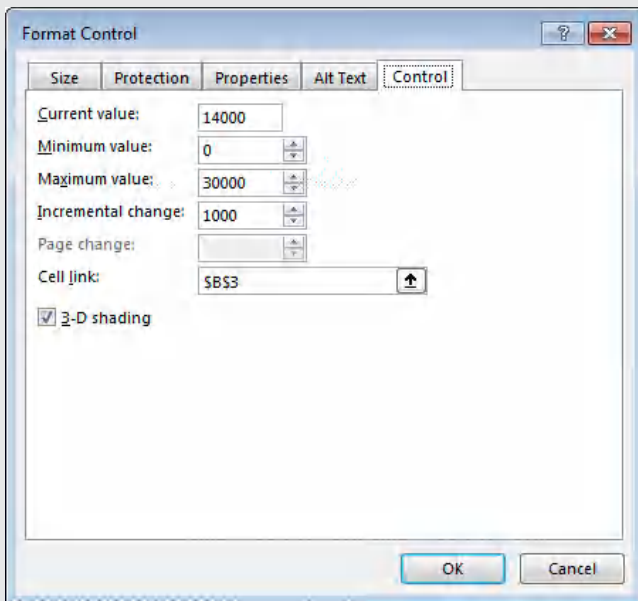 Format Control
Size Protection Properties Alt Text Control
Current value: 14000
Minimum value: 0
Maximum value: 30000
Incremental change: 1000
Page change:
Cell link: $B$3
3-D shading
OK Cancel